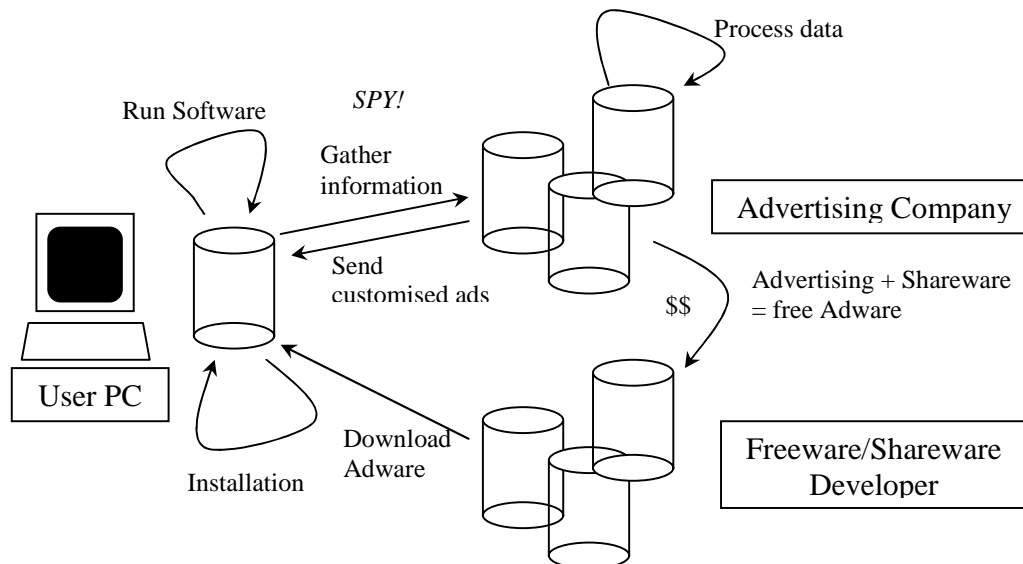 Process data
Run Software
SPY!
Gather
information
Advertising Company
Send
customised ads
Advertising + Shareware
= free Adware
$$
User PC
Download
Adware
Installation
Freeware/Shareware
Developer